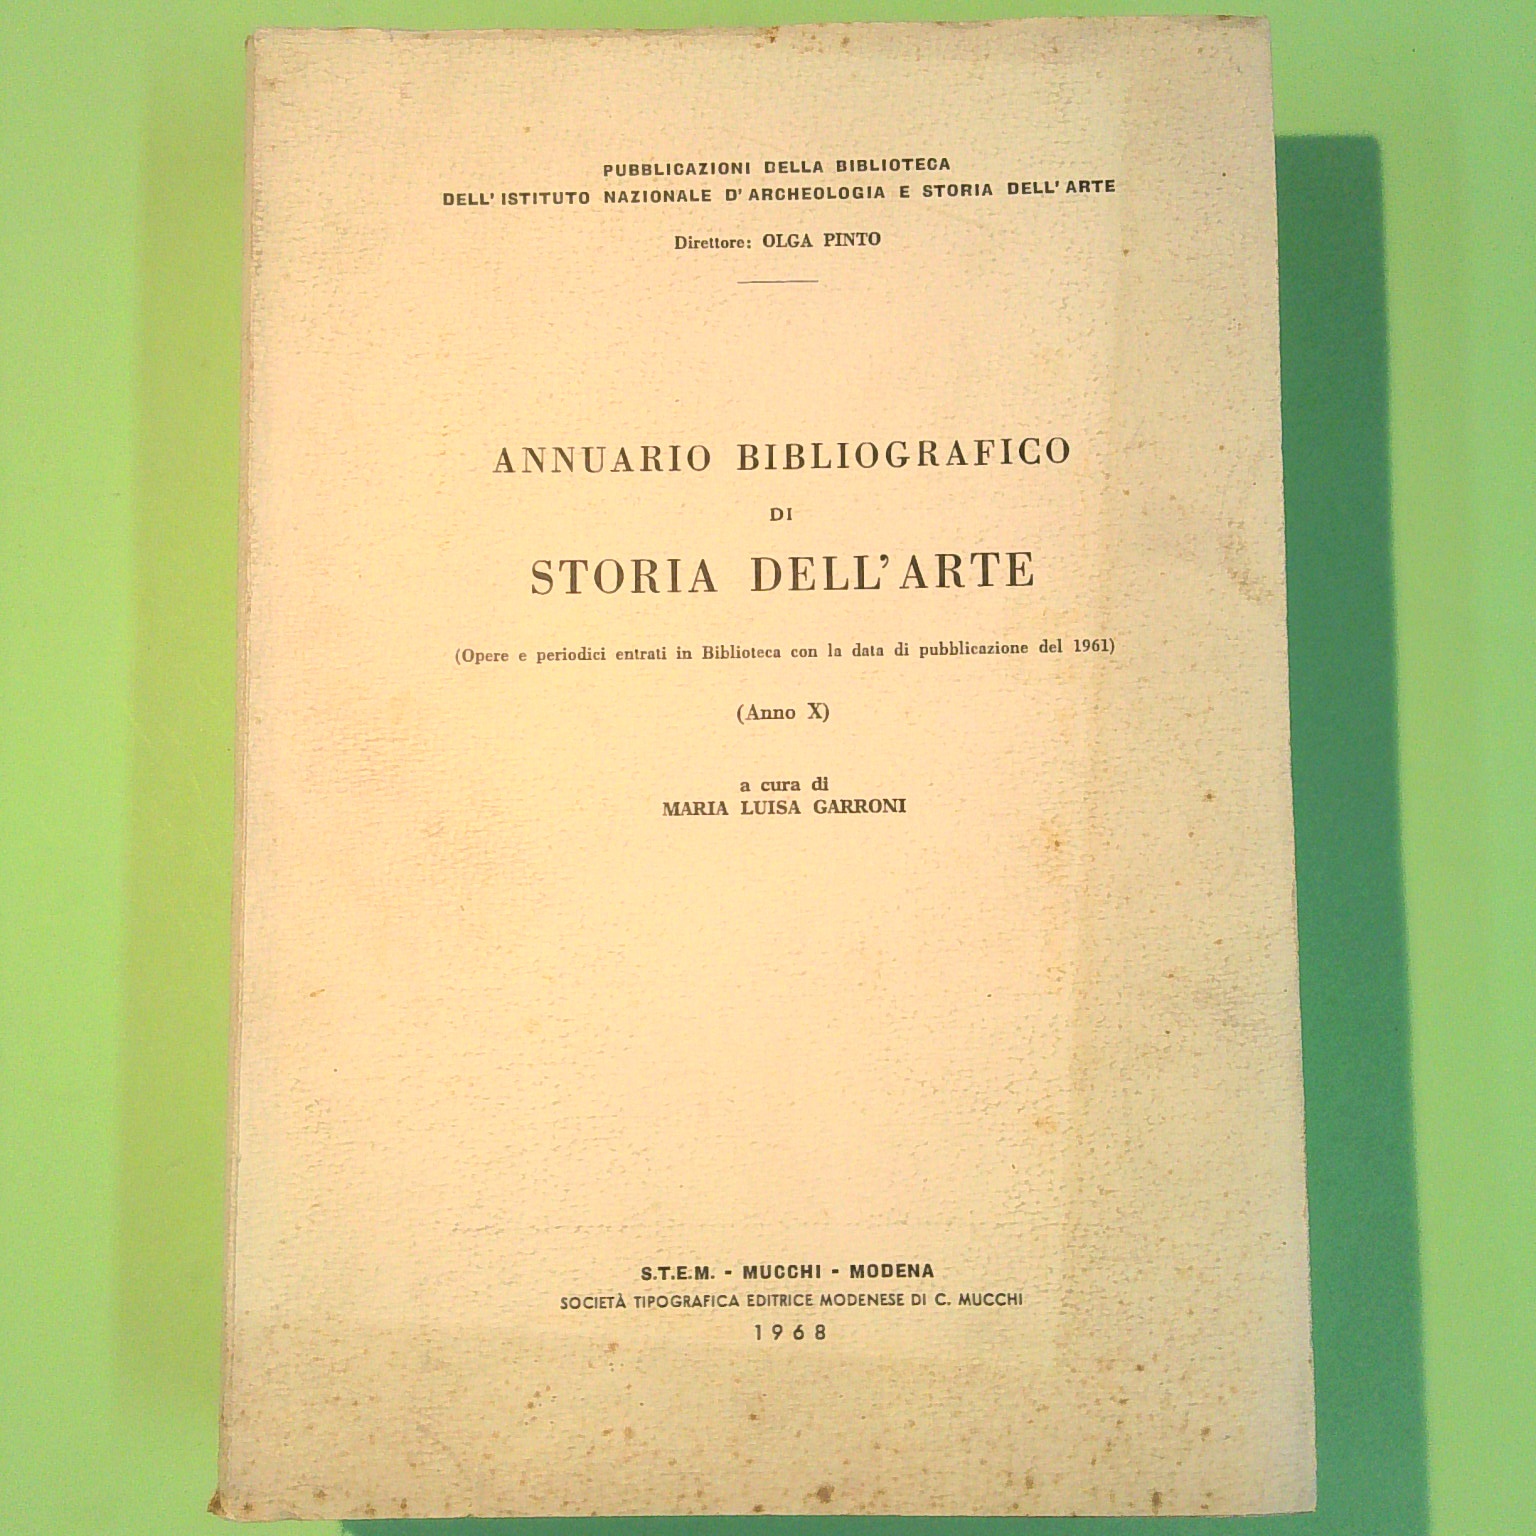 PUBBLICAZIONI DELLA BIBLIOTECA
DELL' ISTITUTO NAZIONALE D' ARCHEOLOGIA E STORIA DELL' ARTE
Direttore: OLGA PINTO
ANNUARIO BIBLIOGRAFICO
DI
STORIA DELL'ARTE
(Opere e periodici entrati in Biblioteca con la data di pubblicazione del 1961)
(Anno X)
a cura di
MARIA LUISA GARRONI
S.T.E.M. - MUCCHI - MODENA
SOCIETÀ TIPOGRAFICA EDITRICE MODENESE DI C. MUCCHI
1968